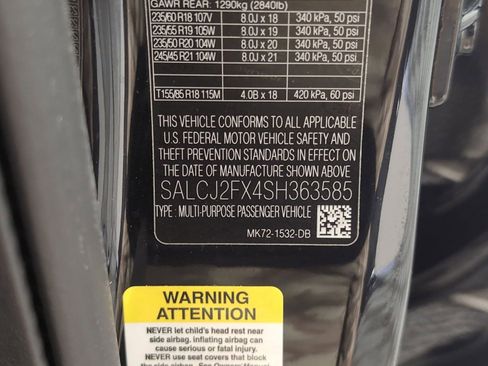 GAWR REAR: 1290kg (2840lb)
235/60 R18 107V 8.0J x 18 340 kPa, 50 psi
235/55 R19 105W 8.0J x 19 340 kPa, 50 psi
235/50 R20 104W 8.0J x 20 340 kPa, 50 psi
245/45 R21 104W 8.0J x 21 340 kPa, 50 psi
T155/85 R18 115M 4.0B x 18 420 kPa, 60 psi
THIS VEHICLE CONFORMS TO ALL APPLICABLE
U.S. FEDERAL MOTOR VEHICLE SAFETY AND
THEFT PREVENTION STANDARDS IN EFFECT ON
THE DATE OF MANUFACTURE SHOWN ABOVE
SALCJ2FX4SH363585
TYPE : MULTI-PURPOSE PASSENGER VEHICLE
MK72-1532-DB
WARNING
ATTENTION
NEVER let child's head rest near
side airbag. inflating airbag can
cause serious or fatal injury.
NEVER use seat covers that block
the side airbag. See Owners' Manual